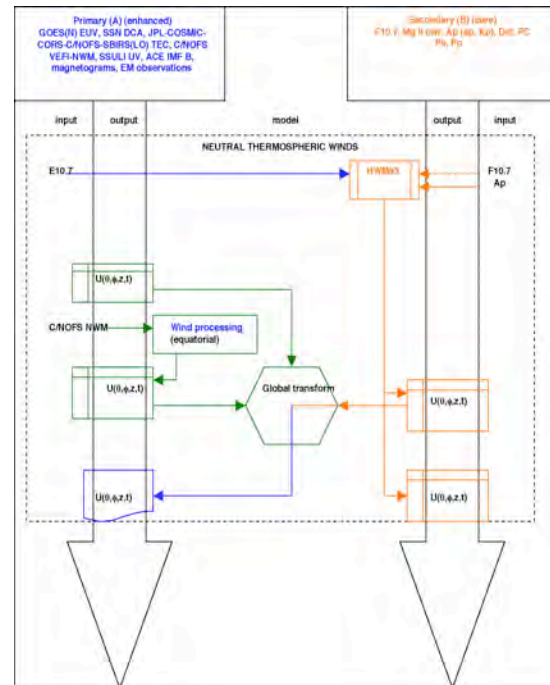 Primary (A) (enhanced)
GOES(N) EUV, SSN DCA, JPL-COSMIC-
CORS-C/NOFS-SBIRS(LO) TEC, C/NOFS
VEFI-NWM, SSULI UV, ACE IMF B,
magnetograms, EM observations
Secondary (B) (core)
F10.7, Mg II cwr, Ap (ap, Kp), Dst, PC
input output model output input
NEUTRAL THERMOSPHERIC WINDS
E10.7
HWM93
F10.7
Ap
U(θ,ϕ,z,t)
C/NOFS NWM
Wind processing
(equatorial)
Global transform
U(θ,ϕ,z,t)
U(θ,ϕ,z,t)
U(θ,ϕ,z,t)
U(θ,ϕ,z,t)